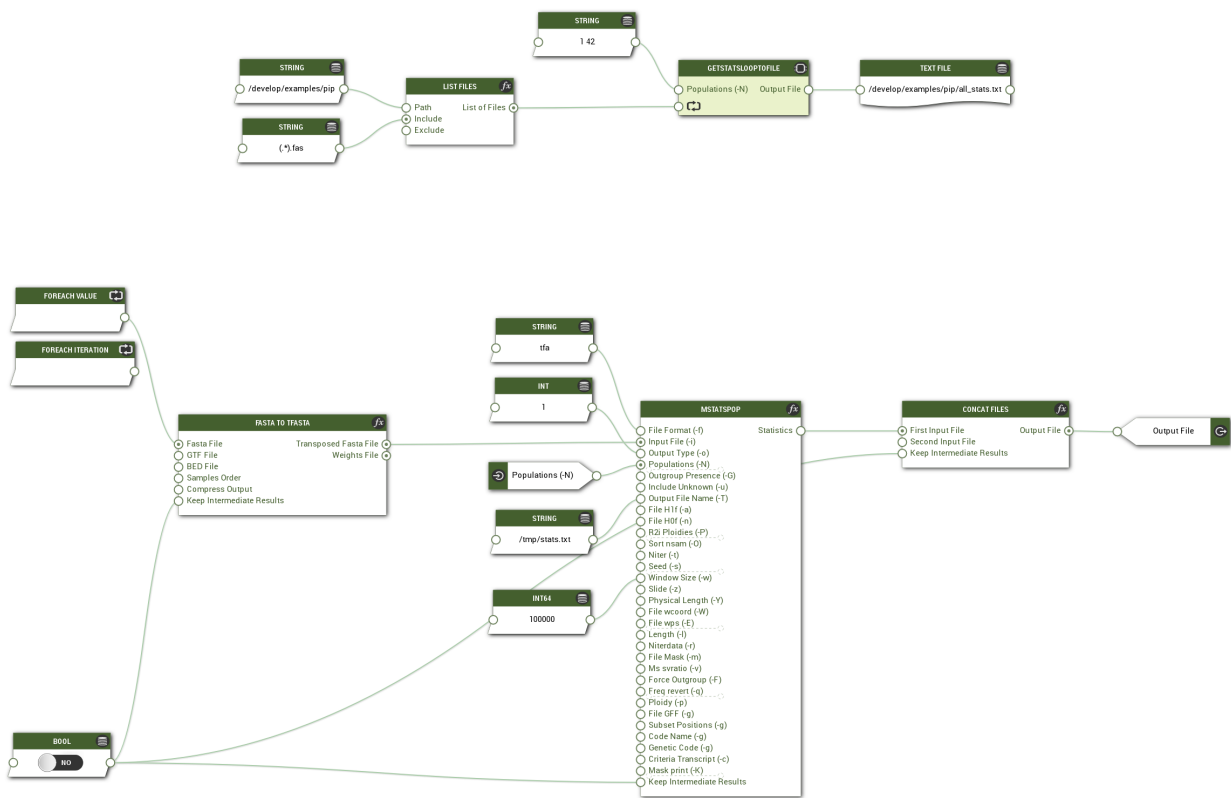 STRING
1 42
STRING
/develop/examples/pip
LIST FILES
fx
Path
List of Files
Include
Exclude
STRING
(.*).fas
GETSTATSLOOPTOFILE
Populations (-N)
Output File
TEXT FILE
/develop/examples/pip/all_stats.txt
FOREACH VALUE
FOREACH ITERATION
FASTA TO TFASTA
fx
Fasta File
Transposed Fasta File
GTF File
Weights File
BED File
Samples Order
Compress Output
Keep Intermediate Results
STRING
tfa
INT
1
Populations (-N)
STRING
/tmp/stats.txt
INT64
100000
BOOL
NO
MSTATSPOP
fx
File Format (-f)
Statistics
Input File (-i)
Output Type (-o)
Populations (-N)
Outgroup Presence (-G)
Include Unknown (-u)
Output File Name (-T)
File H1f (-a)
File H0f (-n)
R2i Ploidies (-P)
Sort nsam (-O)
Niter (-t)
Seed (-s)
Window Size (-w)
Slide (-z)
Physical Length (-Y)
File wcoord (-W)
File wps (-E)
Length (-l)
Niterdata (-r)
File Mask (-m)
Ms svratio (-v)
Force Outgroup (-F)
Freq revert (-q)
Ploidy (-p)
File GFF (-g)
Subset Positions (-g)
Code Name (-g)
Genetic Code (-g)
Criteria Transcript (-c)
Mask print (-K)
Keep Intermediate Results
CONCAT FILES
fx
First Input File
Output File
Second Input File
Keep Intermediate Results
Output File